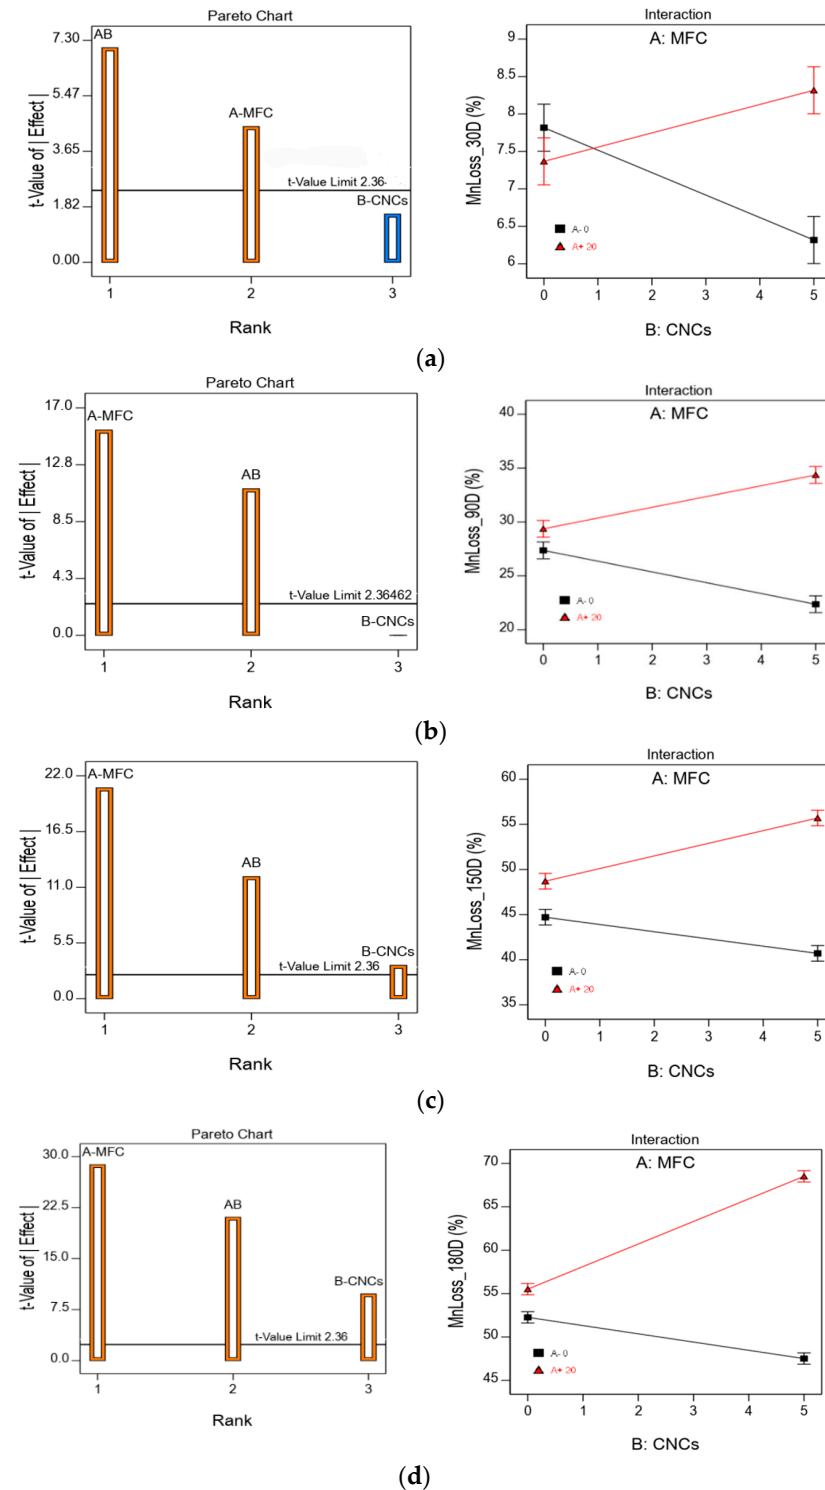 Pareto Chart
t-Value of | Effect |
7.30
5.47
3.65
1.82
0.00
AB
A-MFC
t-Value Limit 2.36
B-CNCs
1 2 3
Rank
Interaction
A: MFC
MnLoss_30D (%)
9
8.5
8
7.5
7
6.5
6
A- 0
A+ 20
0 1 2 3 4 5
B: CNCs
(a)
Pareto Chart
t-Value of | Effect |
17.0
12.8
8.5
4.3
0.0
A-MFC
AB
t-Value Limit 2.36462
B-CNCs
1 2 3
Rank
Interaction
A: MFC
MnLoss_90D (%)
40
35
30
25
20
A- 0
A+ 20
0 1 2 3 4 5
B: CNCs
(b)
Pareto Chart
t-Value of | Effect |
22.0
16.5
11.0
5.5
0.0
A-MFC
AB
B-CNCs
t-Value Limit 2.36
1 2 3
Rank
Interaction
A: MFC
MnLoss_150D (%)
60
55
50
45
40
35
A- 0
A+ 20
0 1 2 3 4 5
B: CNCs
(c)
Pareto Chart
t-Value of | Effect |
30.0
22.5
15.0
7.5
0.0
A-MFC
AB
B-CNCs
t-Value Limit 2.36
1 2 3
Rank
Interaction
A: MFC
MnLoss_180D (%)
70
65
60
55
50
45
A- 0
A+ 20
0 1 2 3 4 5
B: CNCs
(d)